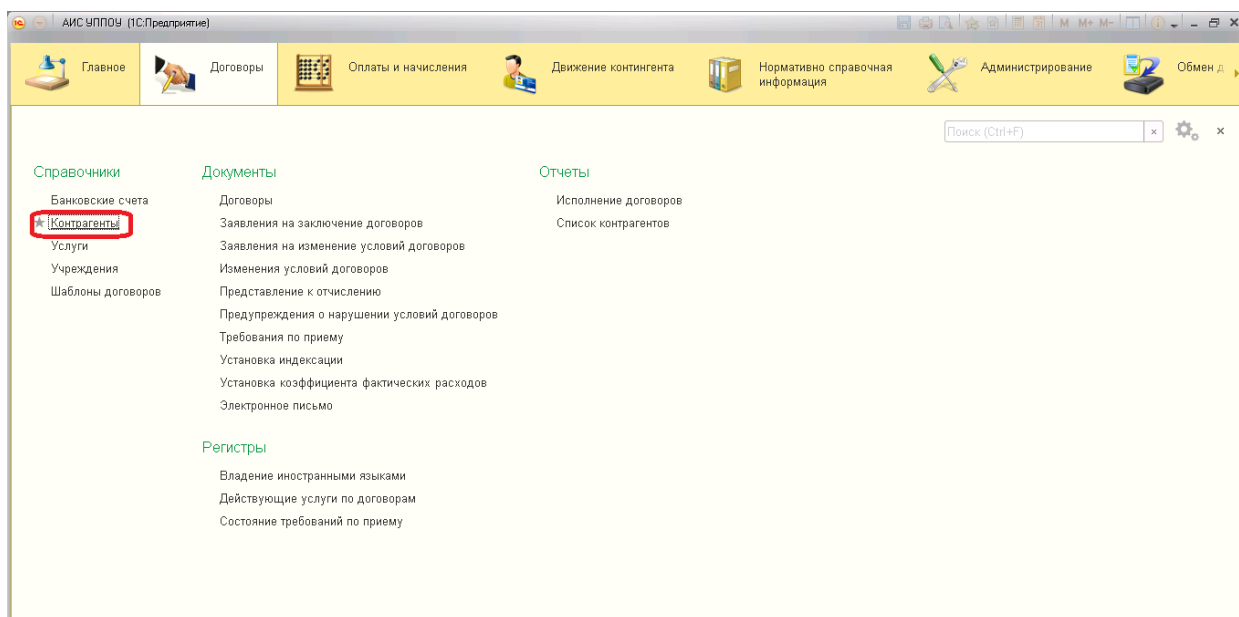 АИС УППОУ (1С:Предприятие)
M M+ M-
Главное
Договоры
Оплаты и начисления
Движение контингента
Нормативно справочная
информация
Администрирование
Обмен д
Поиск (Ctrl+F)
Справочники
Банковские счета
Контрагенты
Услуги
Учреждения
Шаблоны договоров
Документы
Договоры
Заявления на заключение договоров
Заявления на изменение условий договоров
Изменения условий договоров
Представление к отчислению
Предупреждения о нарушении условий договоров
Требования по приему
Установка индексации
Установка коэффициента фактических расходов
Электронное письмо
Регистры
Владение иностранными языками
Действующие услуги по договорам
Состояние требований по приему
Отчеты
Исполнение договоров
Список контрагентов